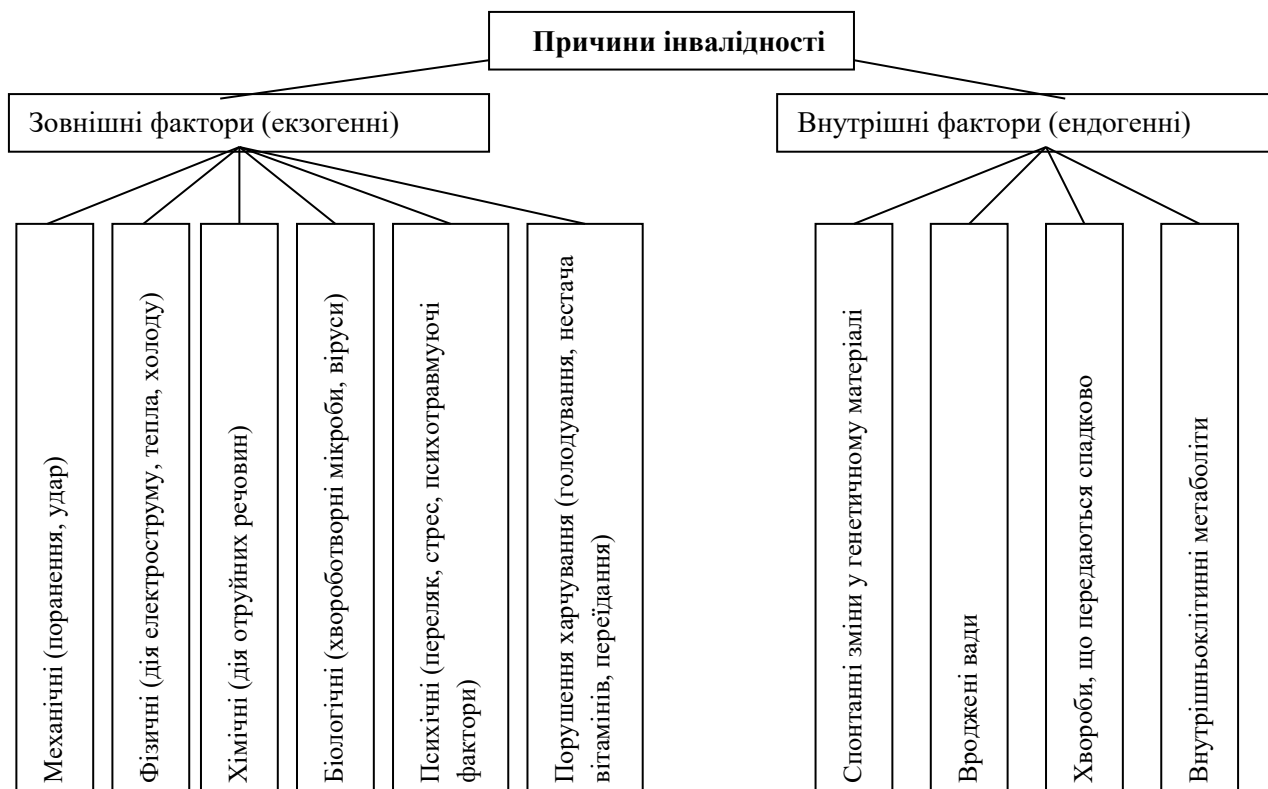 Причини інвалідності
Зовнішні фактори (екзогенні)
Внутрішні фактори (ендогенні)
Механічні (поранення, удар)
Фізичні (дія електроструму, тепла, холоду)
Хімічні (дія отруйних речовин)
Біологічні (хвороботворні мікроби, віруси)
Психічні (переляк, стрес, психотравмуючі
фактори)
Порушення харчування (голодування, нестача
вітамінів, переїдання)
Спонтанні зміни у генетичному матеріалі
Вроджені вади
Хвороби, що передаються спадково
Внутрішньоклітинні метаболіти